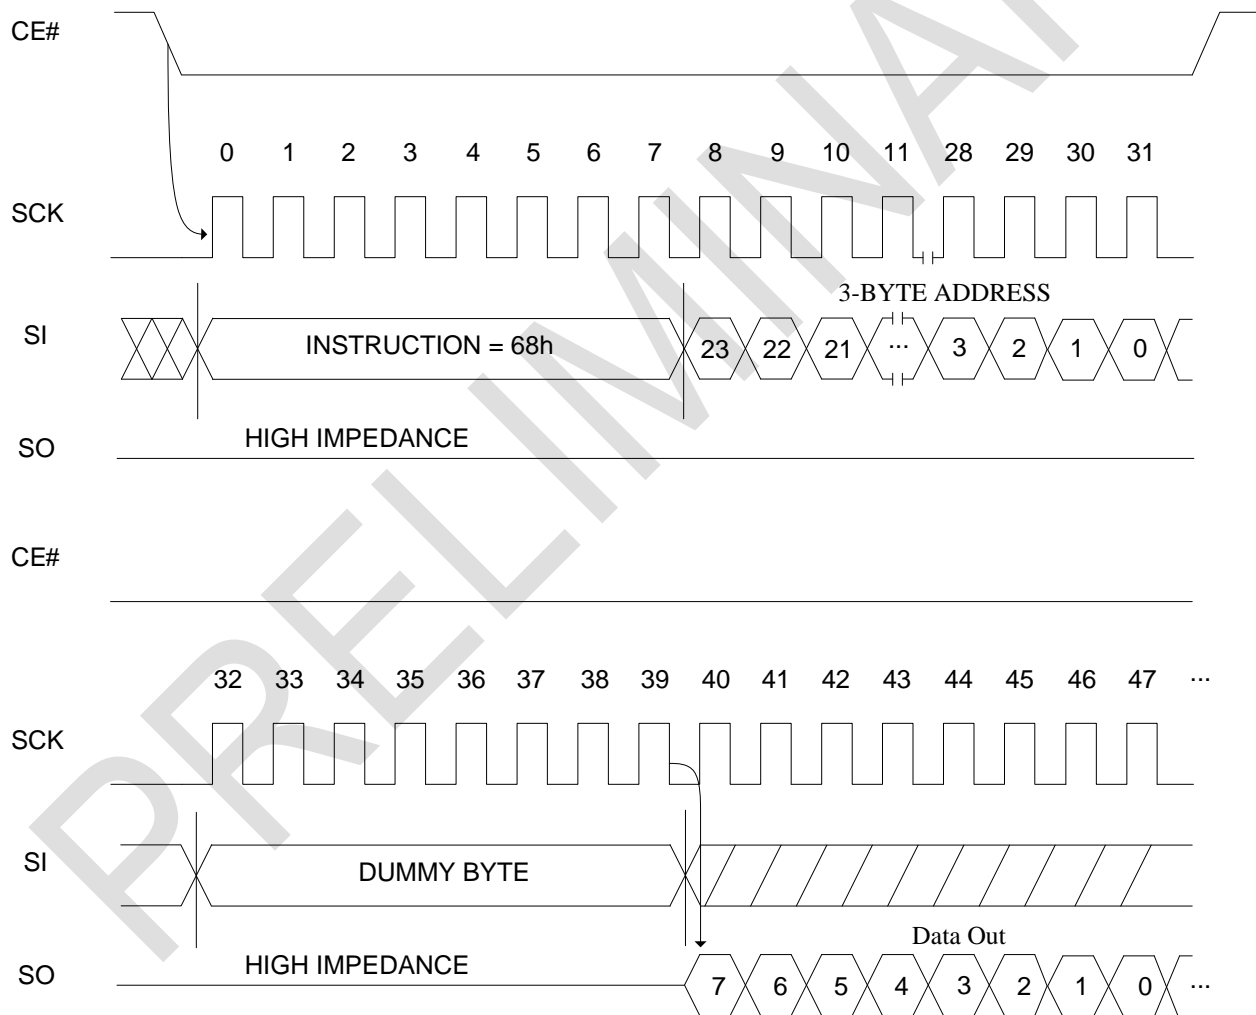 CE#
0 1 2 3 4 5 6 7 8 9 10 11 28 29 30 31
SCK
3-BYTE ADDRESS
SI INSTRUCTION = 68h 23 22 21 ... 3 2 1 0
HIGH IMPEDANCE
SO
CE#
32 33 34 35 36 37 38 39 40 41 42 43 44 45 46 47 ...
SCK
SI DUMMY BYTE
Data Out
HIGH IMPEDANCE
SO 7 6 5 4 3 2 1 0 ...